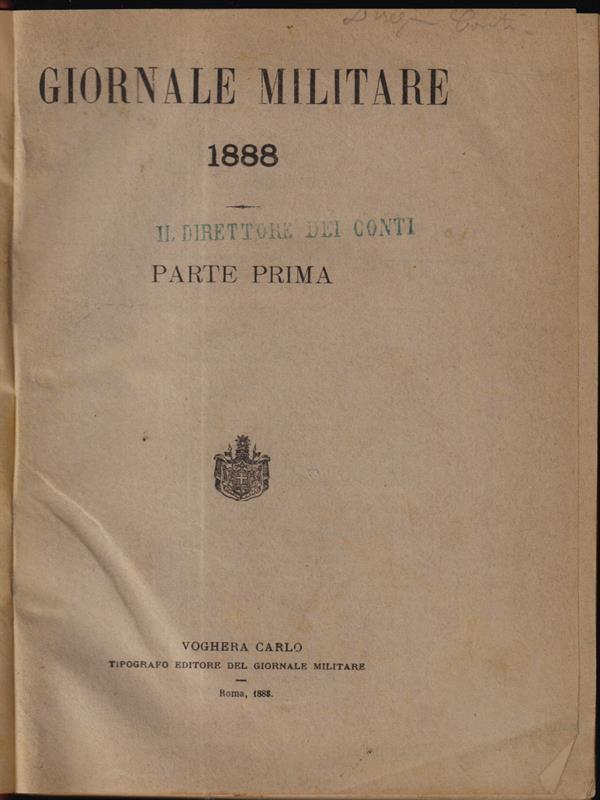 GIORNALE MILITARE
1888
IL DIRETTORE DEI CONTI
PARTE PRIMA
VOGHERA CARLO
TIPOGRAFO EDITORE DEL GIORNALE MILITARE
Roma, 1888.